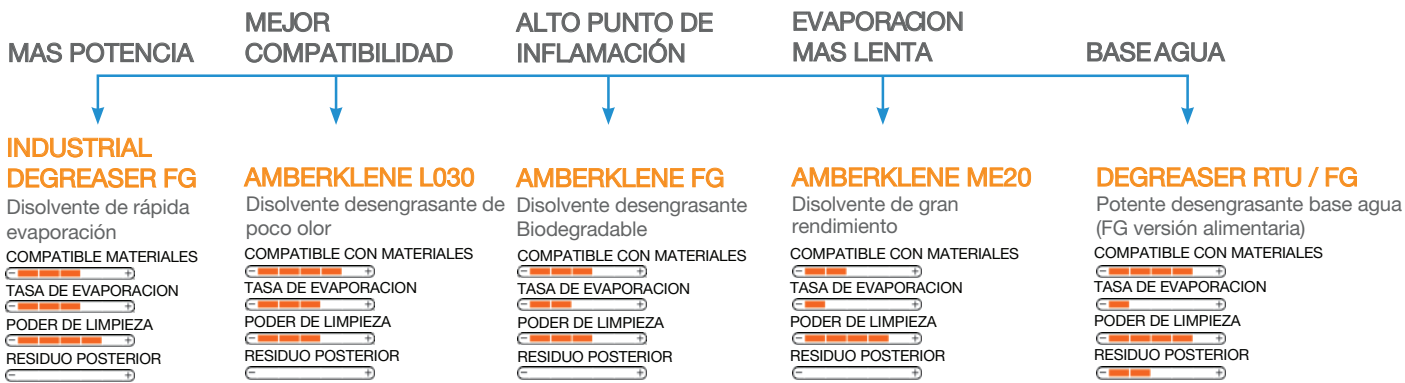 MAS POTENCIA
MEJOR
COMPATIBILIDAD
ALTO PUNTO DE
INFLAMACIÓN
EVAPORACION
MAS LENTA
BASE AGUA
INDUSTRIAL
DEGREASER FG
Disolvente de rápida
evaporación
COMPATIBLE MATERIALES
- +
TASA DE EVAPORACION
- +
PODER DE LIMPIEZA
- +
RESIDUO POSTERIOR
- +
AMBERKLENE L030
Disolvente desengrasante de
poco olor
COMPATIBLE CON MATERIALES
- +
TASA DE EVAPORACION
- +
PODER DE LIMPIEZA
- +
RESIDUO POSTERIOR
- +
AMBERKLENE FG
Disolvente desengrasante
Biodegradable
COMPATIBLE CON MATERIALES
- +
TASA DE EVAPORACION
- +
PODER DE LIMPIEZA
- +
RESIDUO POSTERIOR
- +
AMBERKLENE ME20
Disolvente de gran
rendimiento
COMPATIBLE CON MATERIALES
- +
TASA DE EVAPORACION
- +
PODER DE LIMPIEZA
- +
RESIDUO POSTERIOR
- +
DEGREASER RTU / FG
Potente desengrasante base agua
(FG versión alimentaria)
COMPATIBLE CON MATERIALES
- +
TASA DE EVAPORACION
- +
PODER DE LIMPIEZA
- +
RESIDUO POSTERIOR
- +